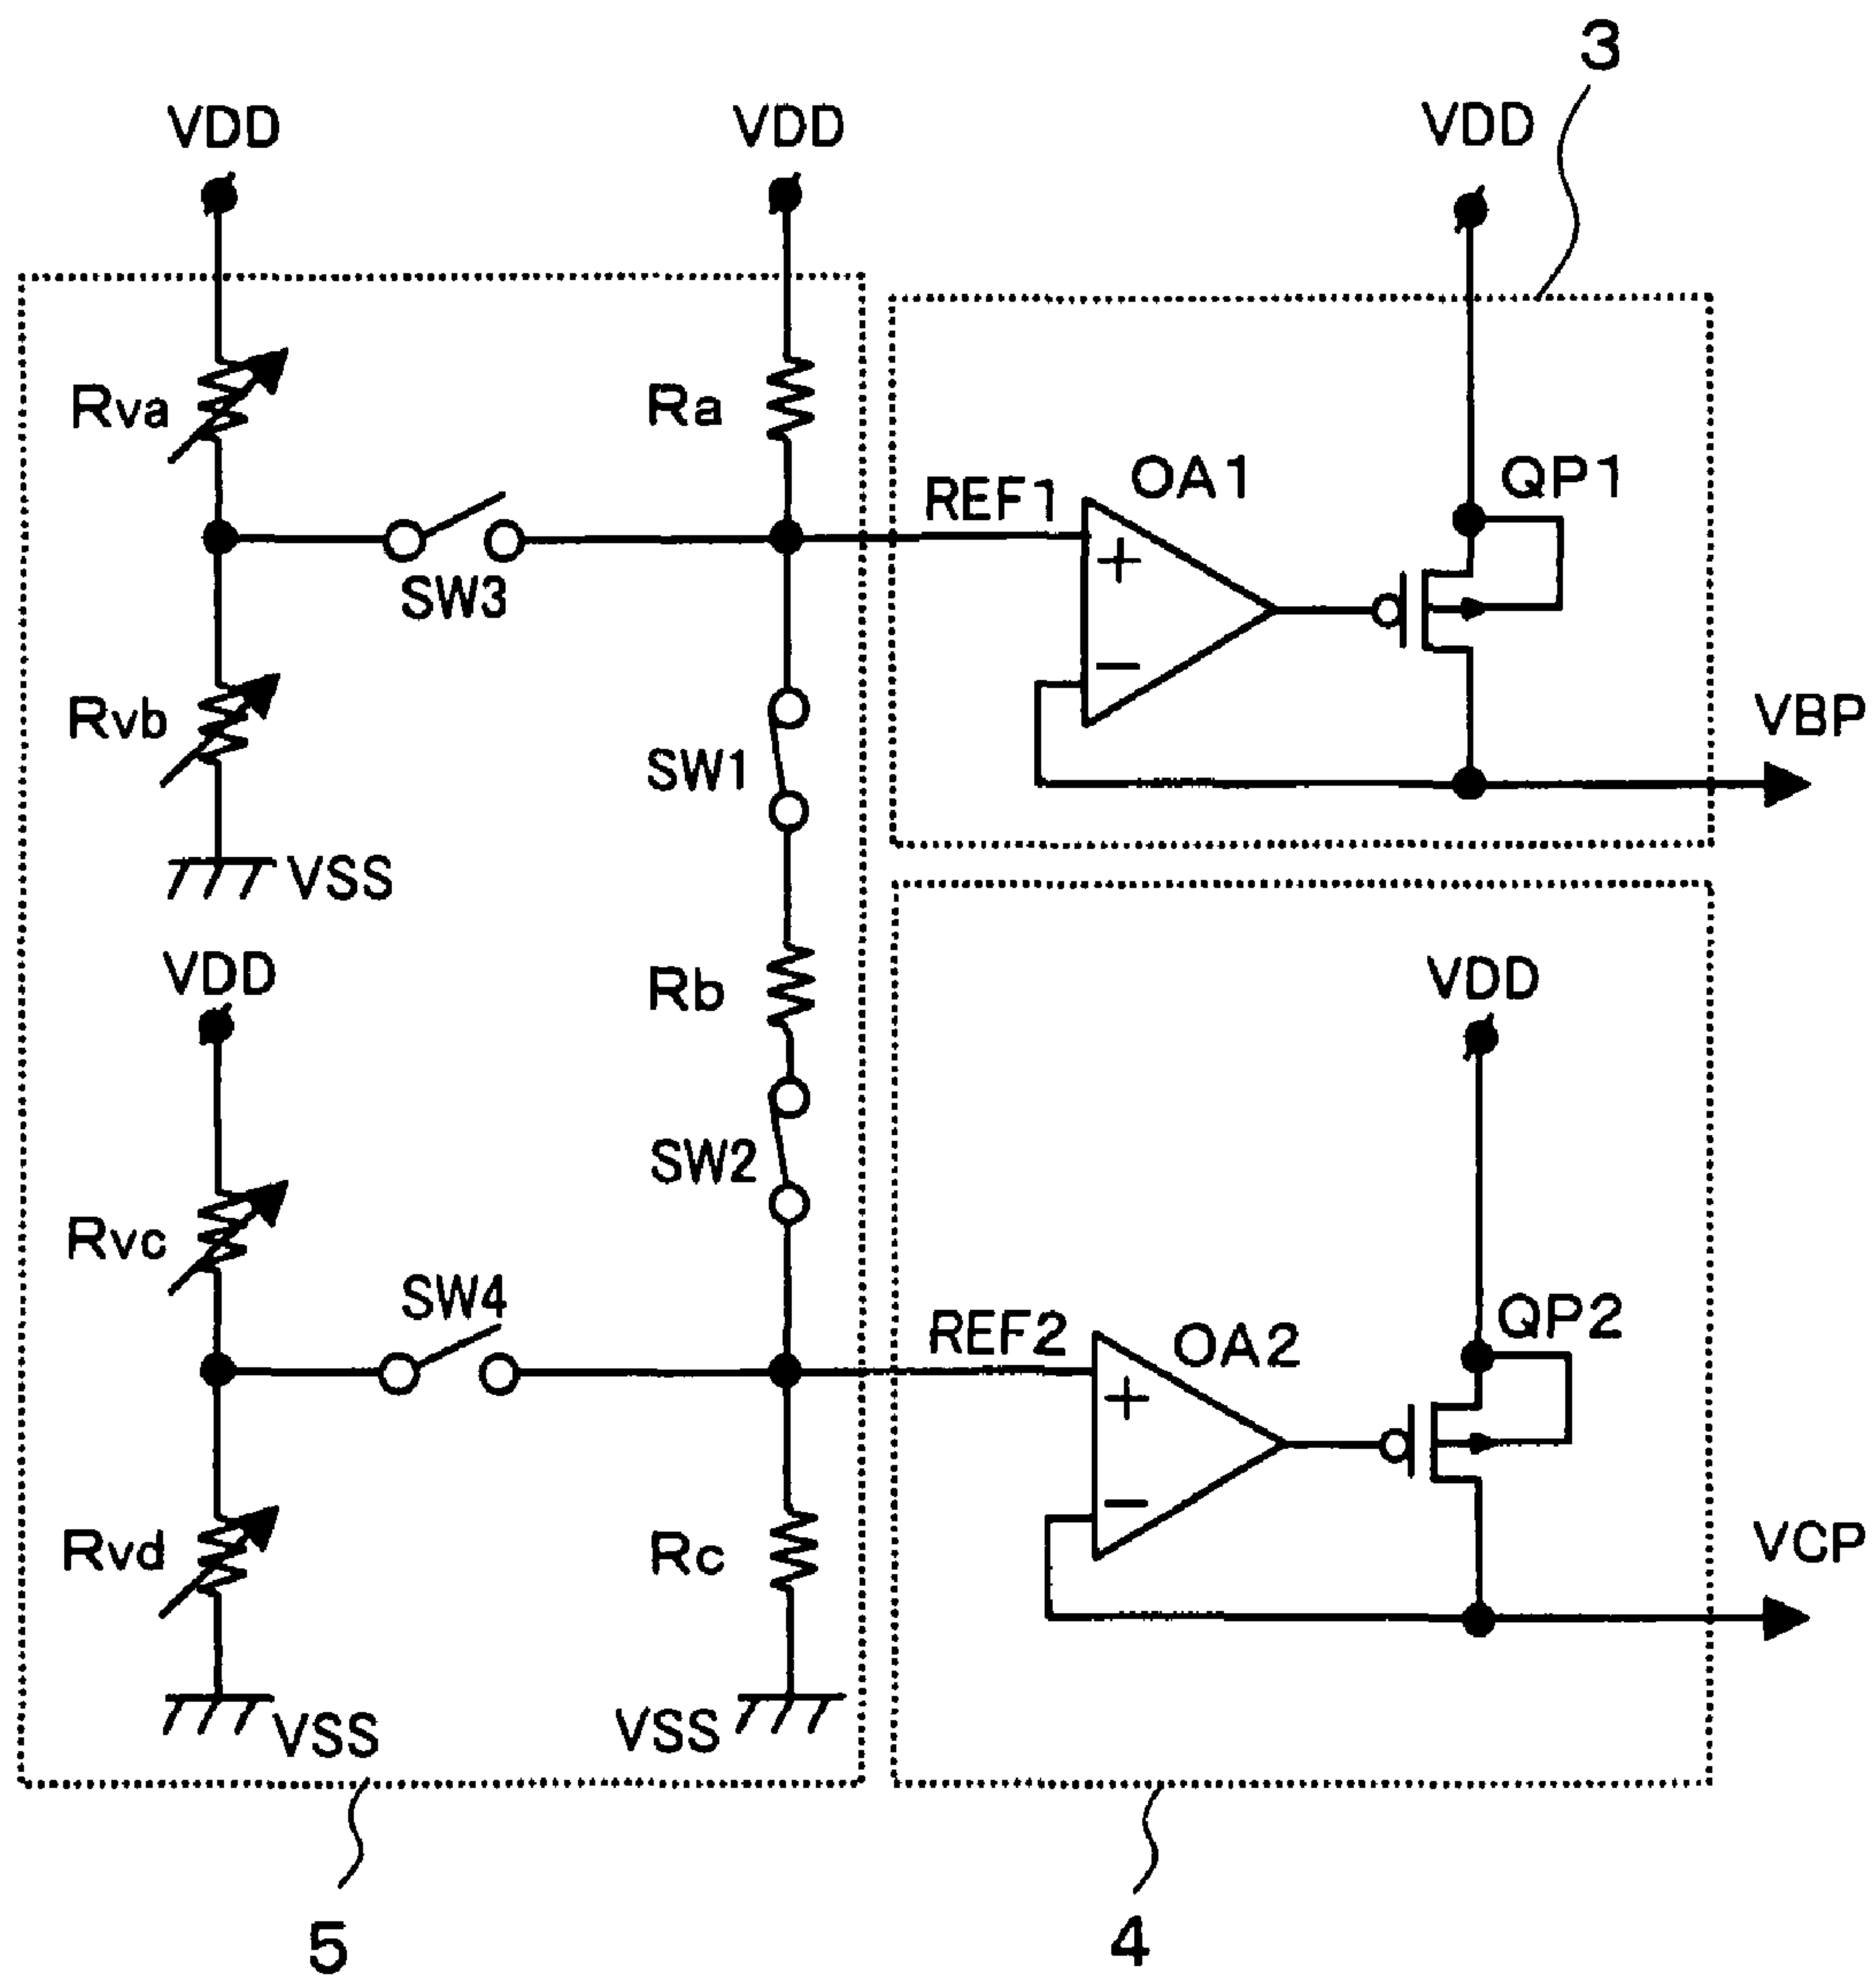 3
VDD
VDD
VDD
Rva
Ra
REF1
OA1
QP1
+
SW3
−
Rvb
SW1
VBP
VSS
VDD
Rb
VDD
SW2
Rvc
SW4
REF2
OA2
QP2
+
−
Rvd
Rc
VCP
VSS
VSS
5
4